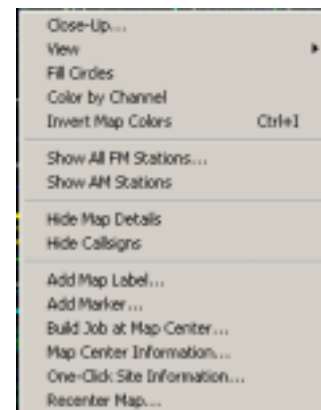 Close-Up...
View
Fill Circles
Color by Channel
Invert Map Colors Ctrl+I
Show All FM Stations...
Show AM Stations
Hide Map Details
Hide Callsigns
Add Map Label...
Add Marker...
Build Job at Map Center...
Map Center Information...
One-Click Site Information...
Recenter Map...